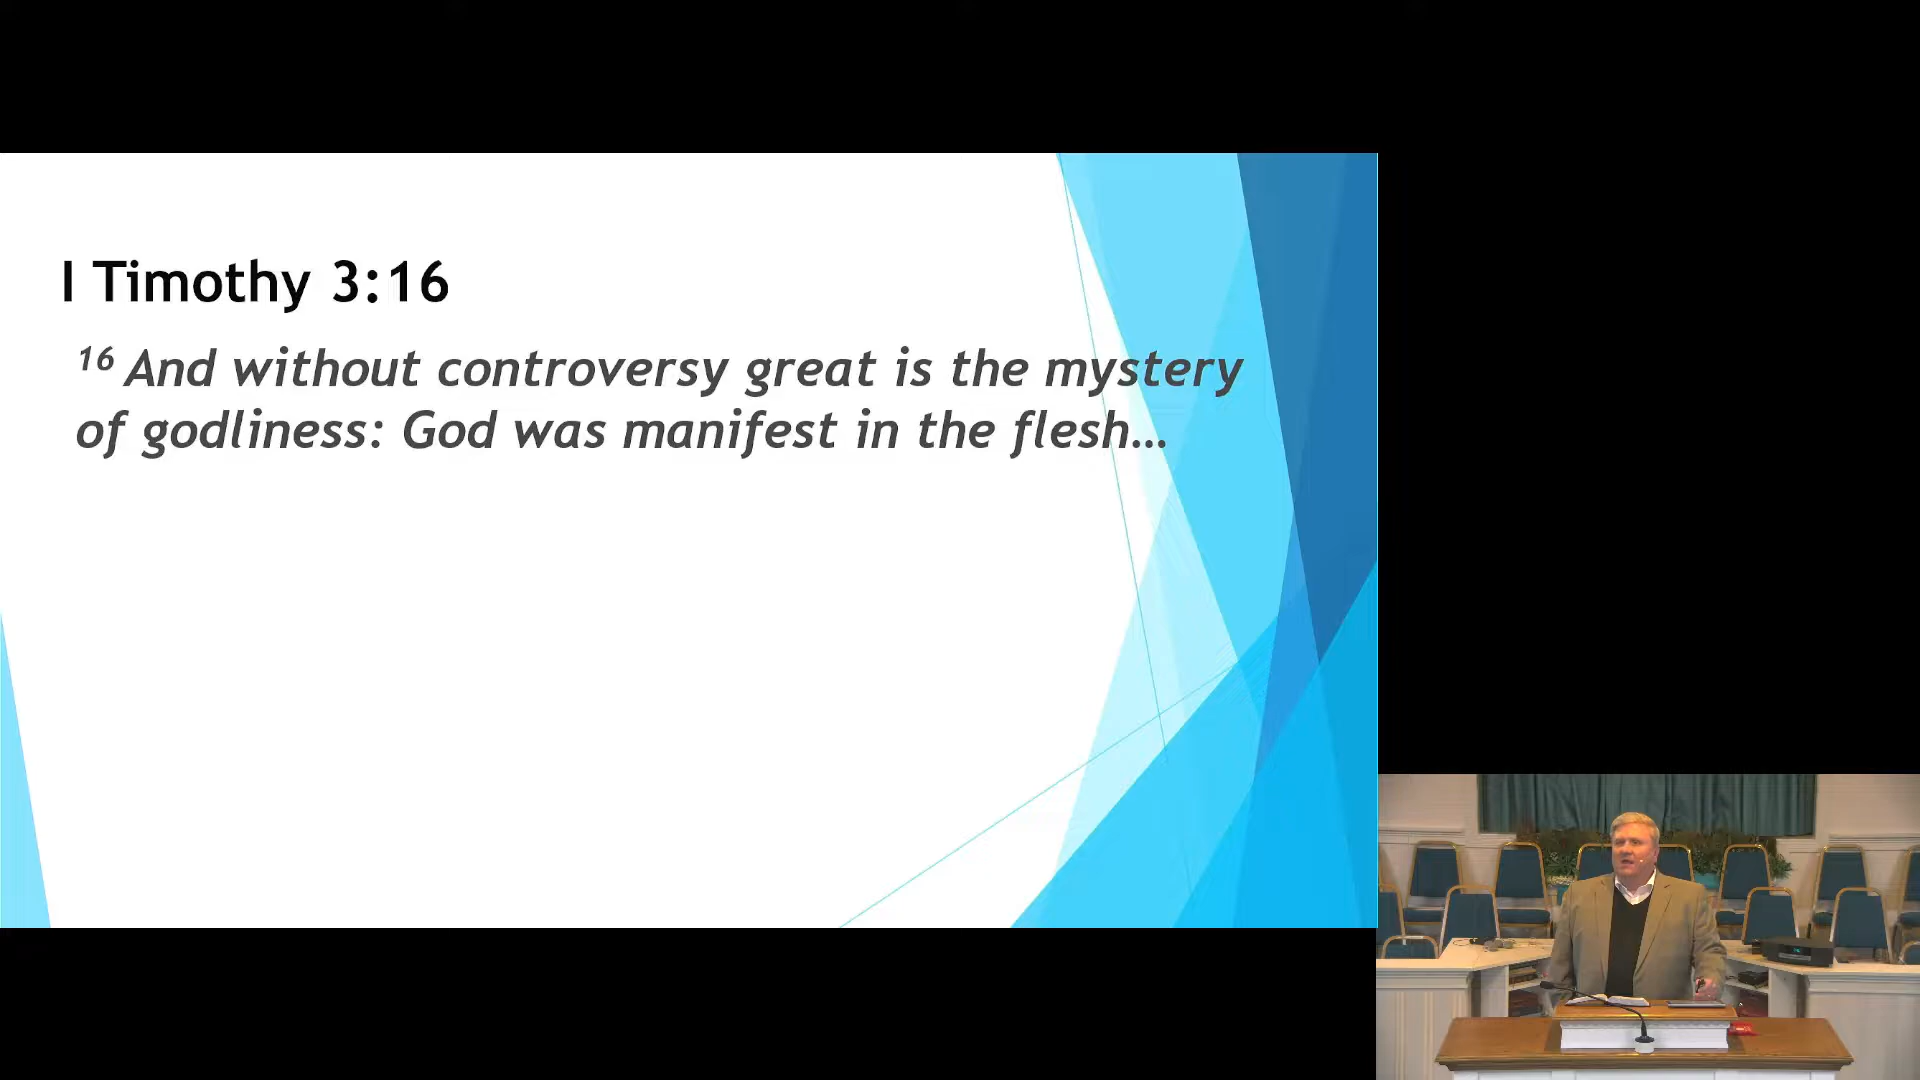 I Timothy 3:16
16 And without controversy great is the mystery
of godliness: God was manifest in the flesh…